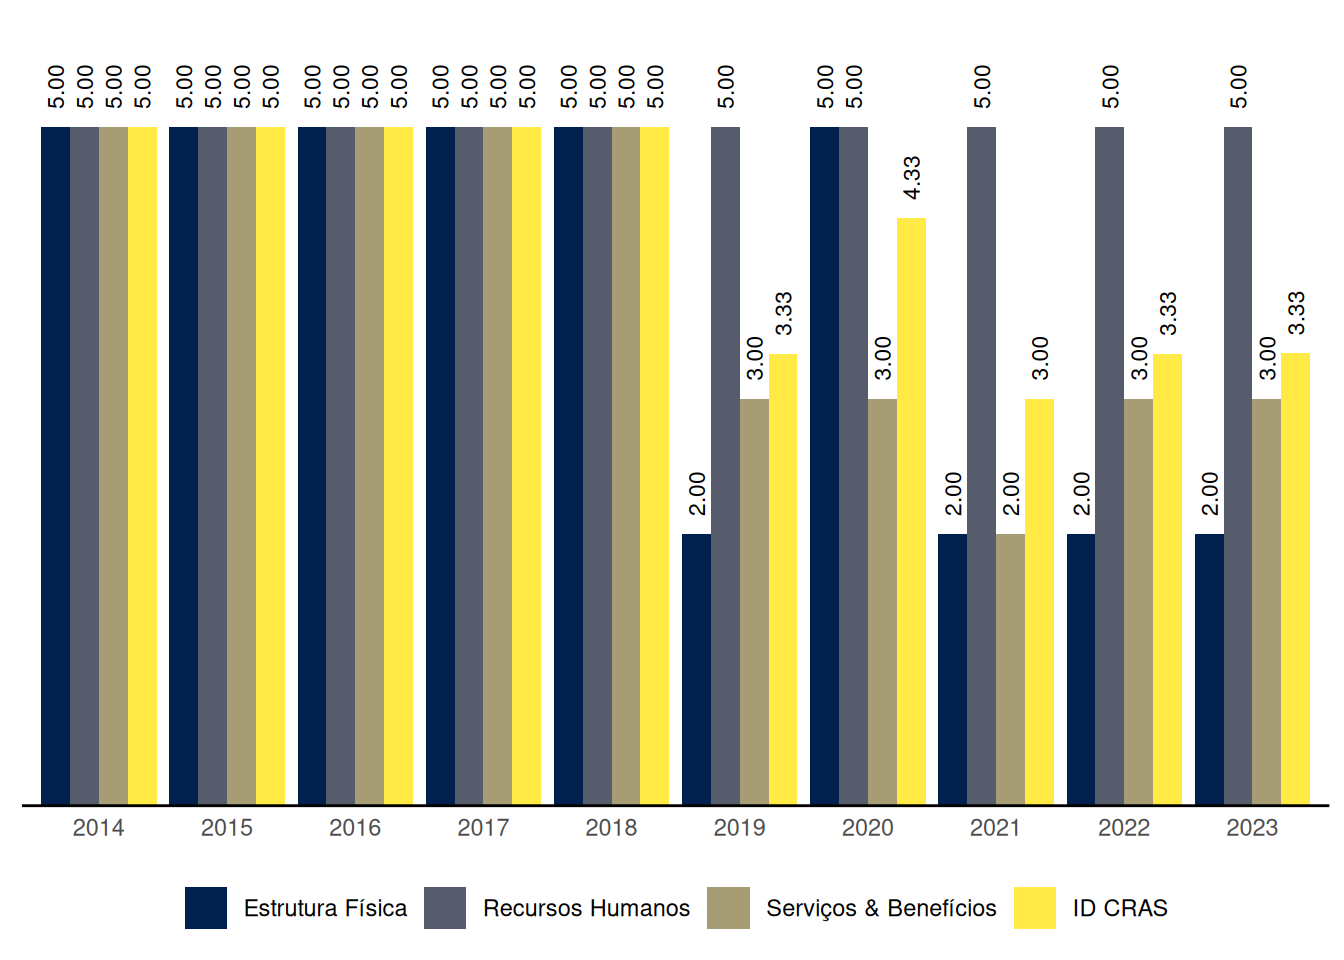 5.00 5.00 5.00 5.00 5.00 5.00 5.00 5.00 5.00 5.00 5.00 5.00 5.00 5.00 5.00 5.00 5.00 5.00 5.00 5.00 5.00 5.00 5.00 5.00 5.00 5.00
4.33
3.33 3.33 3.33
3.00 3.00 3.00 3.00 3.00
2.00 2.00 2.00 2.00 2.00
2014 2015 2016 2017 2018 2019 2020 2021 2022 2023
Estrutura Física Recursos Humanos Serviços & Benefícios ID CRAS